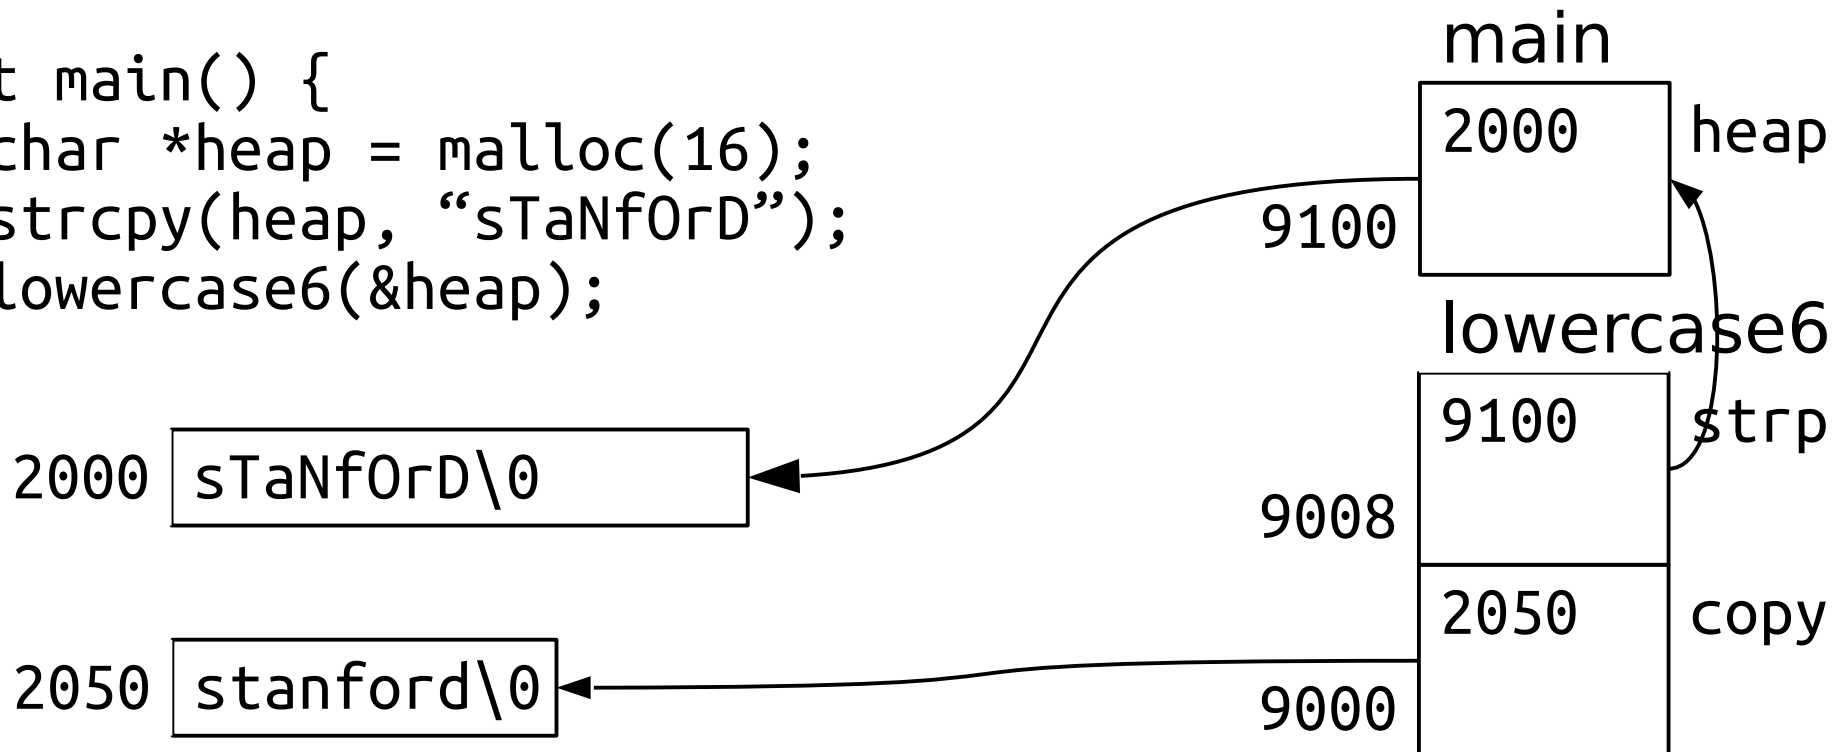 t main() {
char *heap = malloc(16);
strcpy(heap, “sTaNfOrD”);
lowercase6(&heap);
main
2000 heap
9100
lowercase6
9100 strp
9008
2050 copy
9000
2000 sTaNfOrD\0
2050 stanford\0